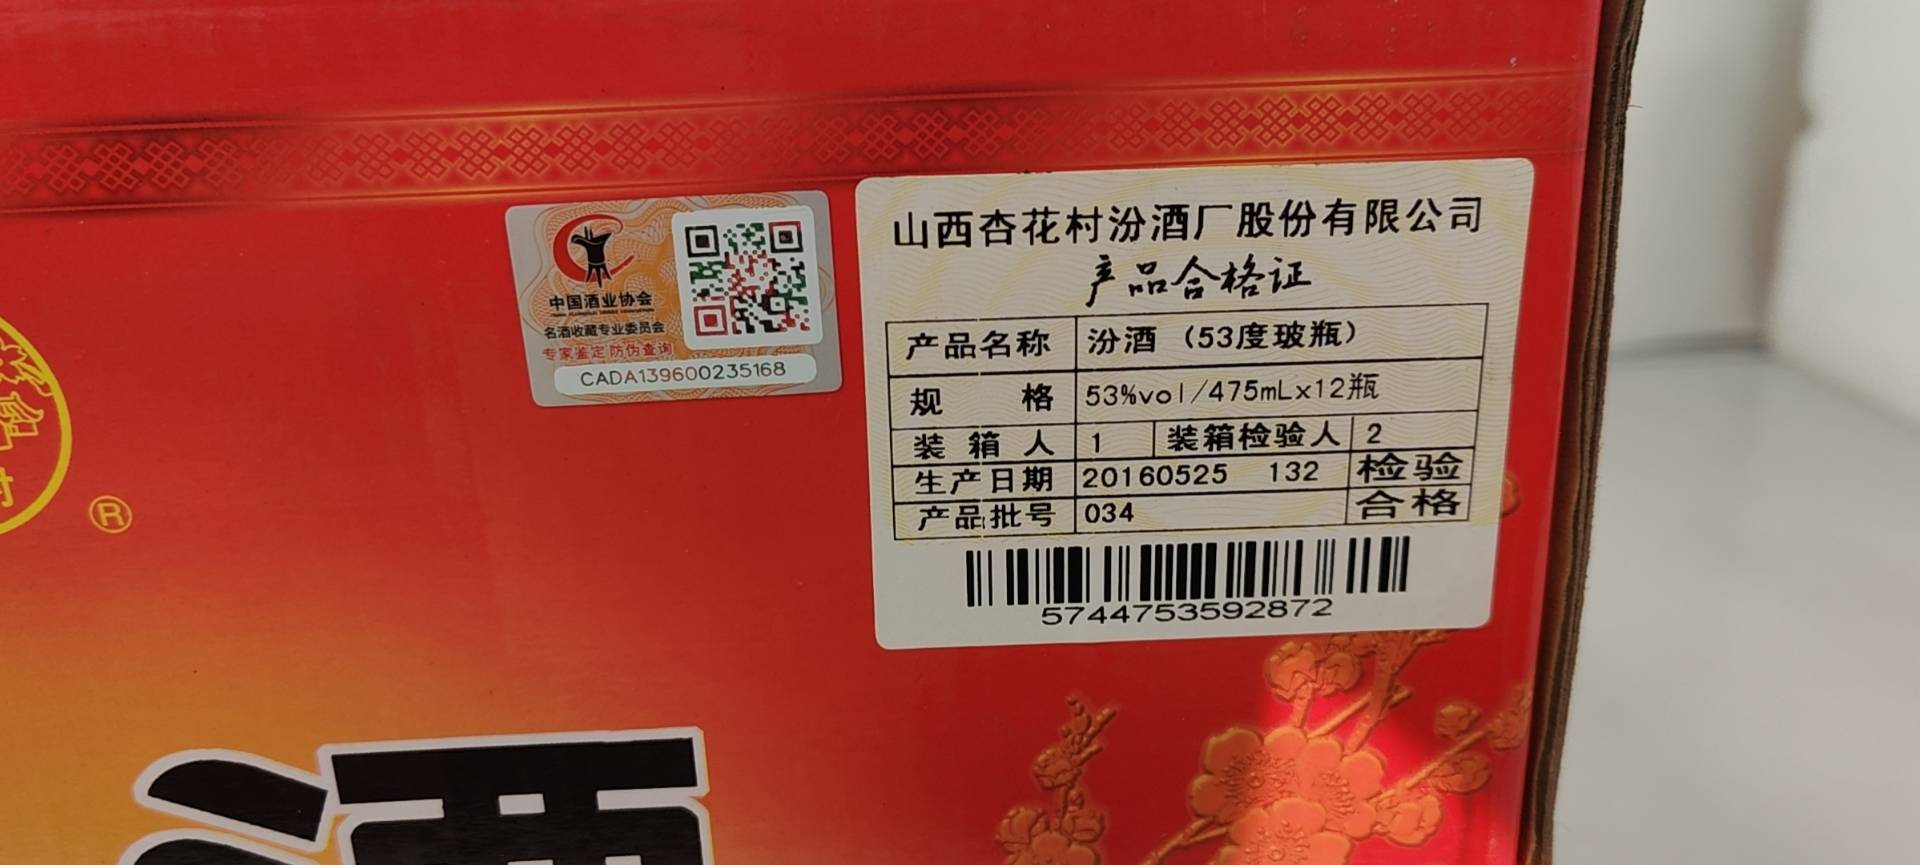 山西杏花村汾酒厂股份有限公司
产品合格证
产品名称 汾酒（53度玻瓶）
规 格 53%vol/475mLx12瓶
装箱人 1 装箱检验人 2
生产日期 20160525 132 检验
产品批号 034 合格
5744753592872
中国酒业协会
名酒收藏专业委员会
专家鉴定 防伪查询
CADA139600235168
村
®
酒